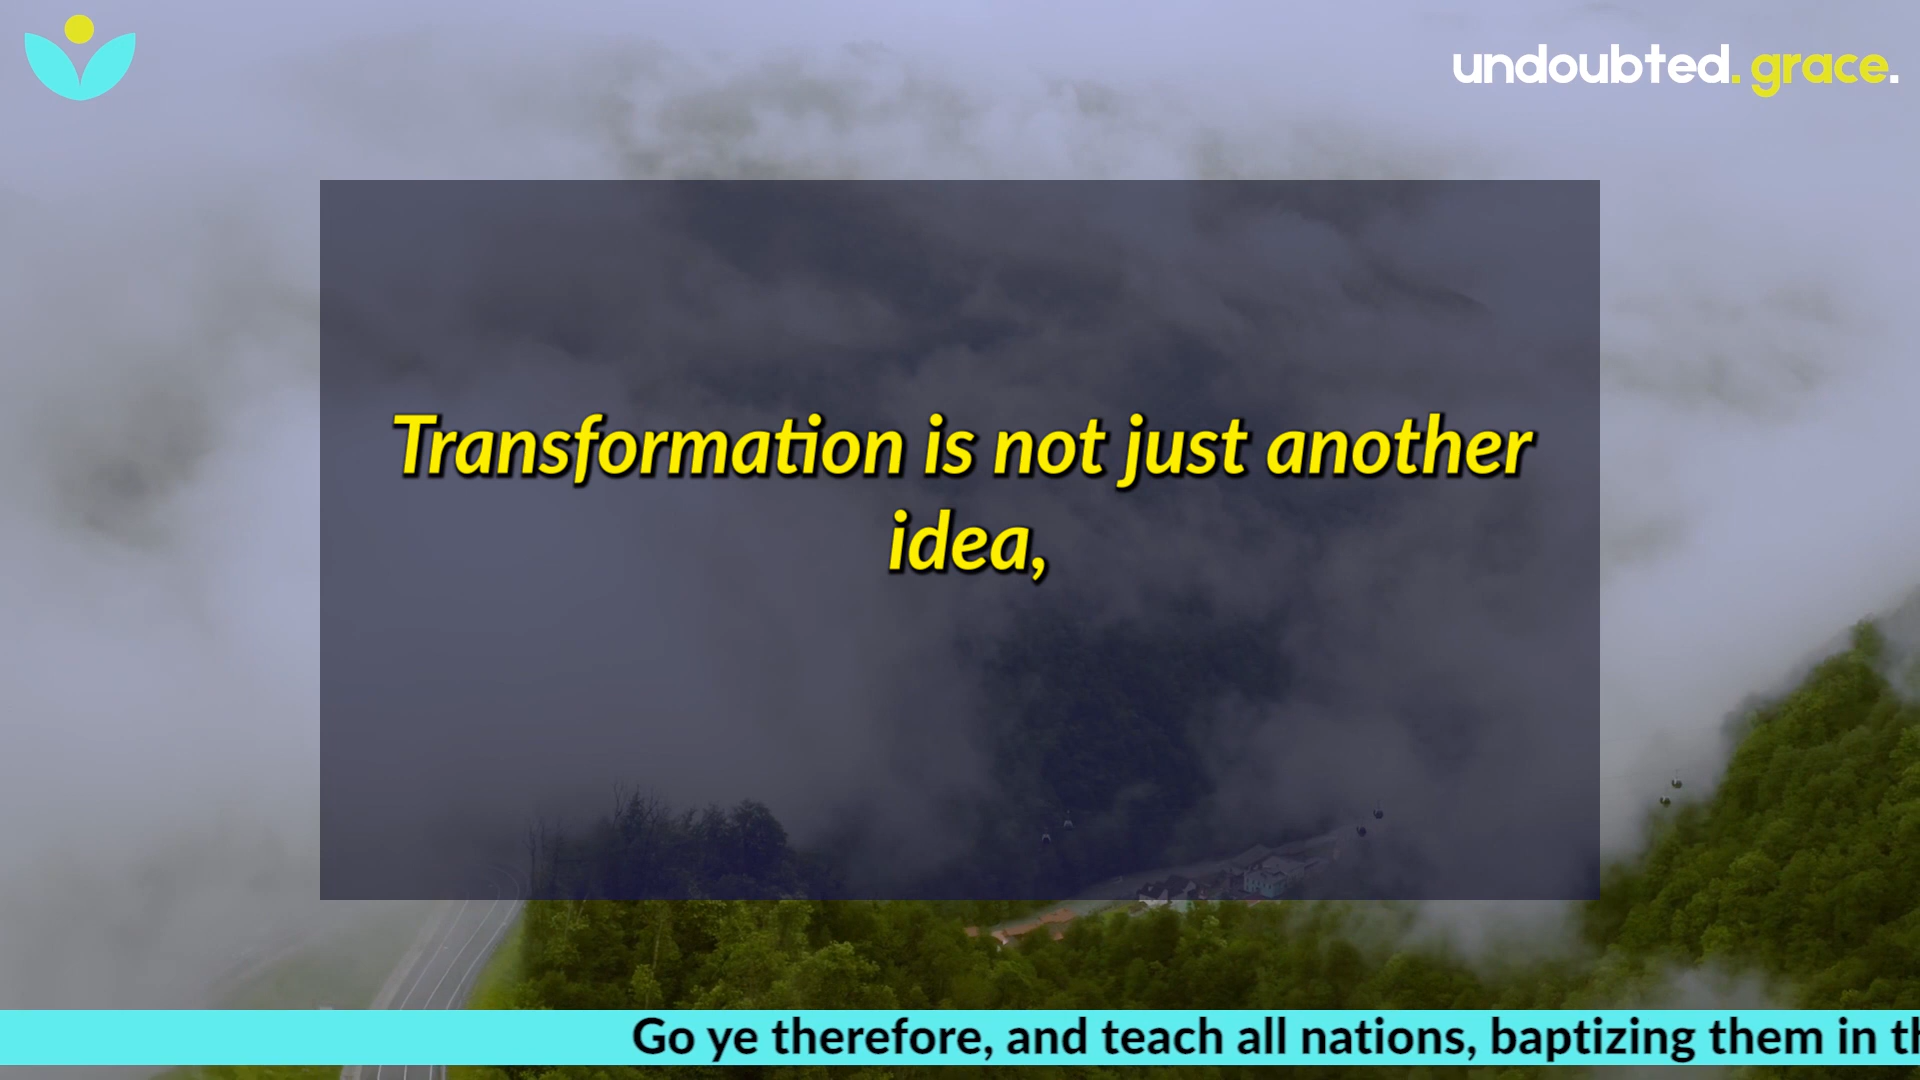 undoubted. grace.
Transformation is not just another
idea,
Go ye therefore, and teach all nations, baptizing them in